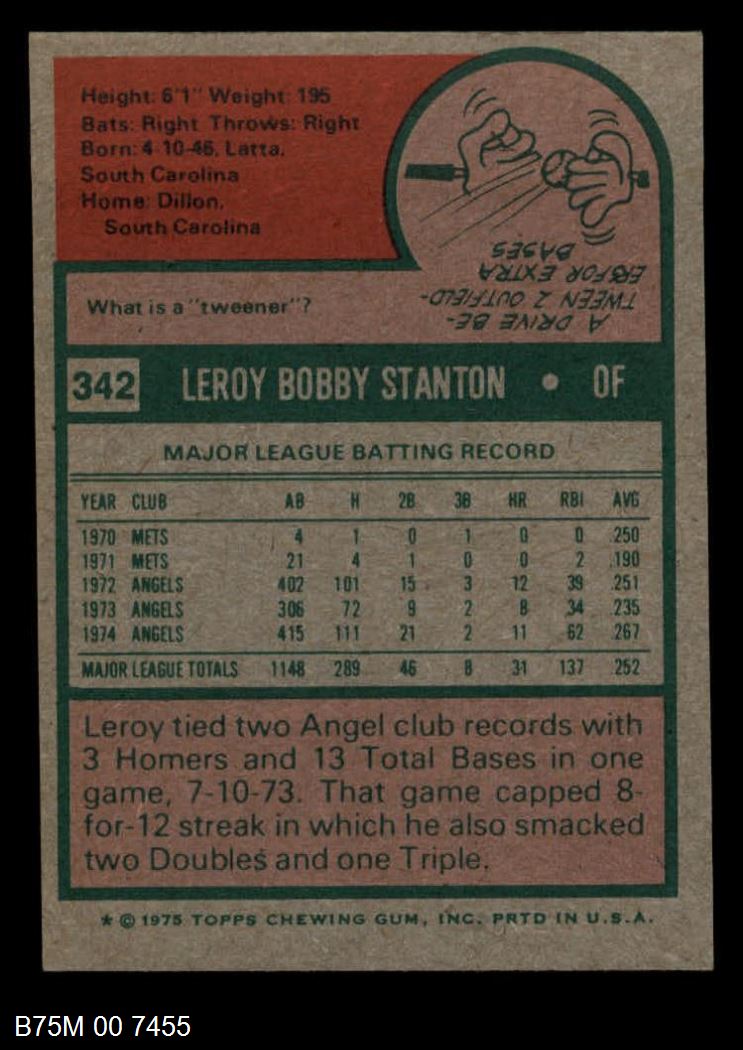 Height: 6'1" Weight: 195
Bats: Right Throws: Right
Born: 4-10-46, Latta,
South Carolina
Home: Dillon,
South Carolina
What is a "tweener"?
A DRIVE BE-
TWEEN 2 OUTFIELD-
ERS FOR EXTRA
BASES
342 LEROY BOBBY STANTON • OF
MAJOR LEAGUE BATTING RECORD
YEAR CLUB AB H 2B 3B HR RBI AVG
1970 METS 4 1 0 1 0 0 .250
1971 METS 21 4 1 0 0 2 .190
1972 ANGELS 402 101 15 3 12 39 .251
1973 ANGELS 306 72 9 2 8 34 .235
1974 ANGELS 415 111 21 2 11 62 .267
MAJOR LEAGUE TOTALS 1148 289 46 8 31 137 .252
Leroy tied two Angel club records with
3 Homers and 13 Total Bases in one
game, 7-10-73. That game capped 8-
for-12 streak in which he also smacked
two Doubles and one Triple.
* © 1975 TOPPS CHEWING GUM, INC. PRTD IN U.S.A.
B75M 00 7455